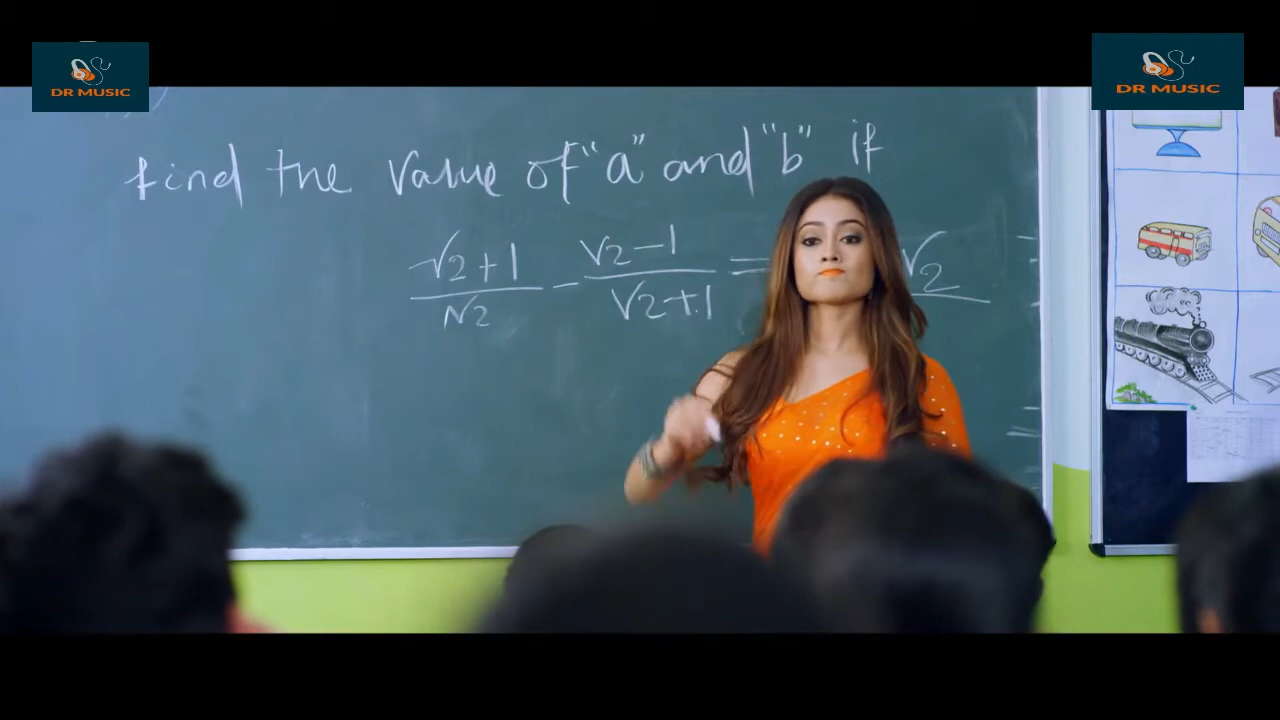 DR MUSIC
DR MUSIC
find the value of "a" and "b" if
√2+1 / √2 - √2-1 / √2+1 = √2